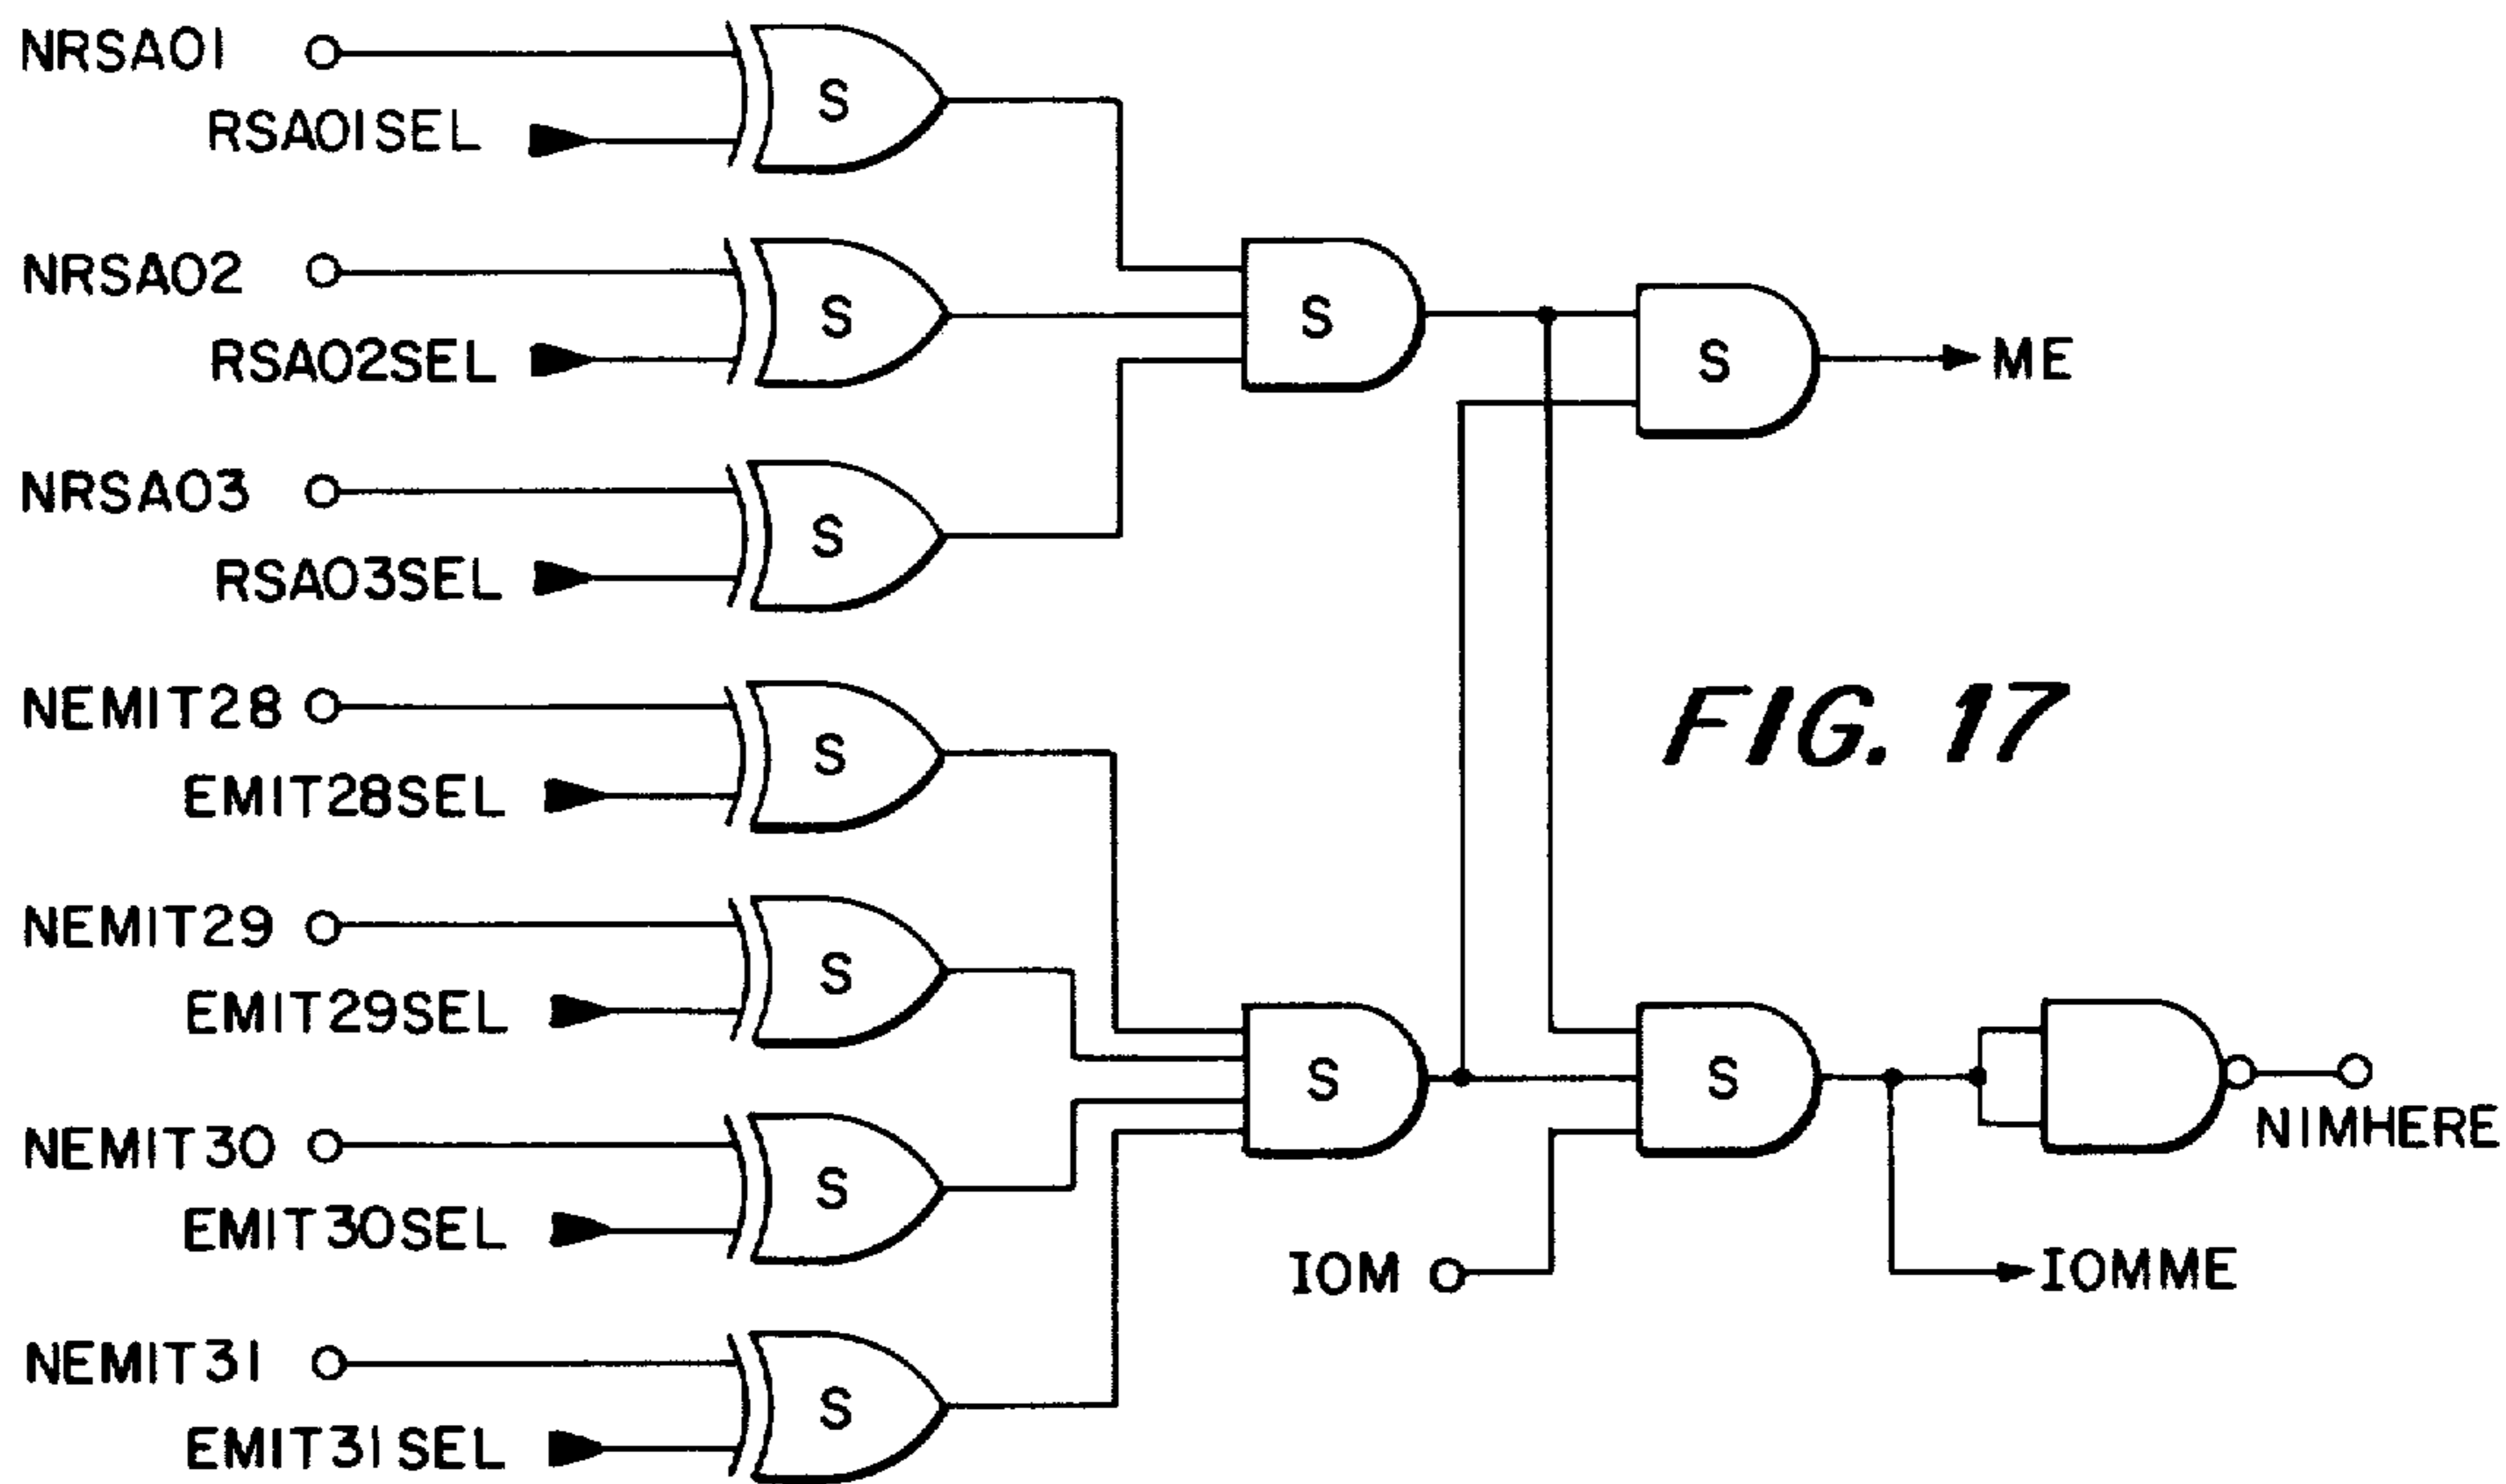 NRSA01
S
RSA01SEL
NRSA02
S
S
RSA02SEL
S
ME
NRSA03
S
RSA03SEL
NEMIT28
FIG. 17
S
EMIT28SEL
NEMIT29
S
EMIT29SEL
S
S
NEMIT30
NIMHERE
S
EMIT30SEL
IOM
IOMME
NEMIT31
S
EMIT31SEL